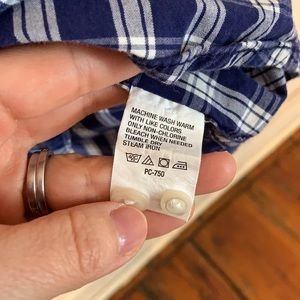 MACHINE WASH WARM
WITH LIKE COLORS
ONLY NON-CHLORINE
BLEACH WHEN NEEDED
TUMBLE DRY
STEAM IRON
PC-750